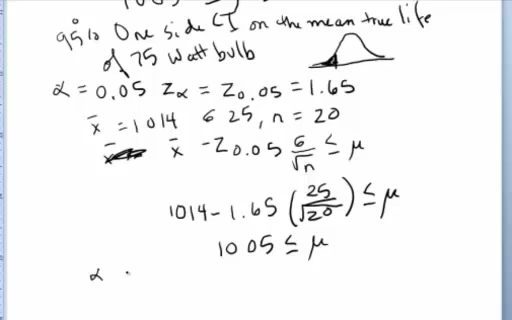 95% One side CI on the mean true life
of 75 Watt bulb
α = 0.05 Zα = Z0.05 = 1.65
x̄ = 1014 σ 25, n = 20
x̄ - Z0.05 σ/√n ≤ μ
1014 - 1.65 (25/√20) ≤ μ
1005 ≤ μ
α